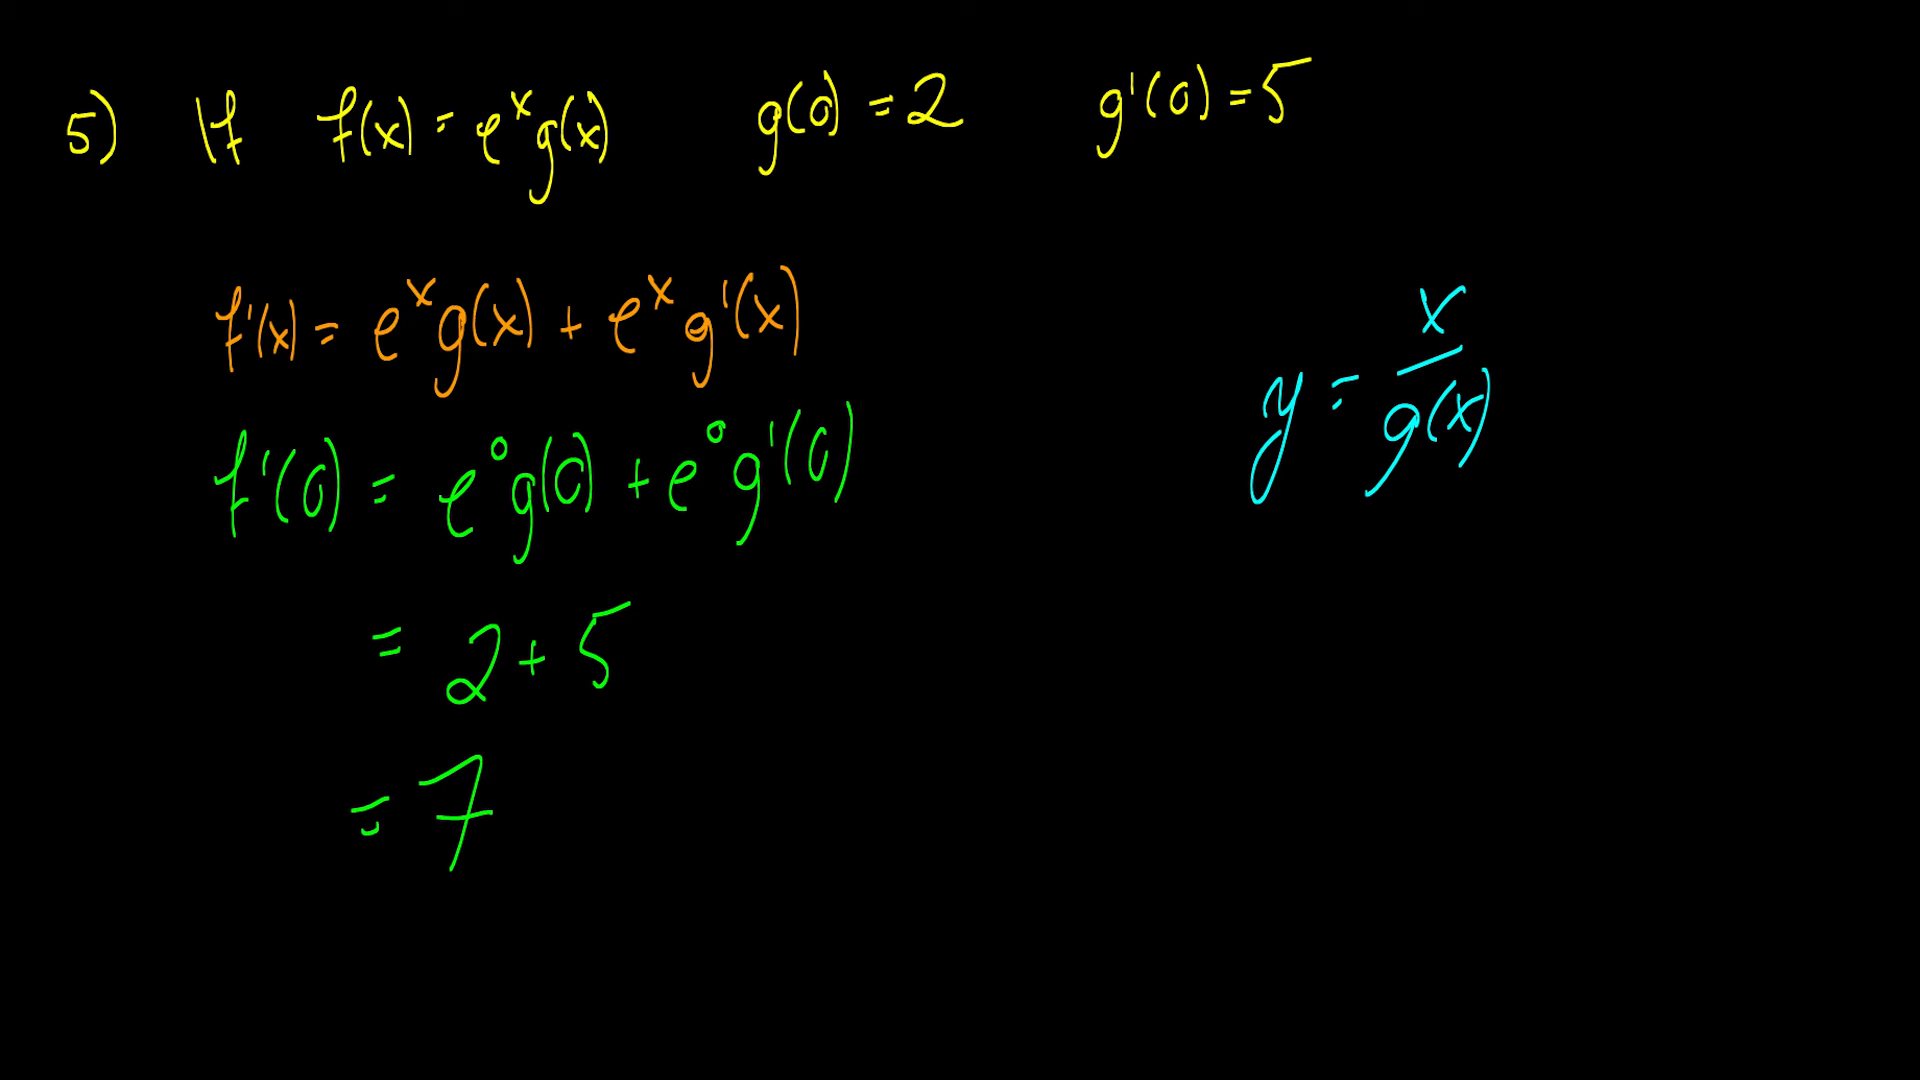 5) If f(x) = e^x g(x) g(0) = 2 g'(0) = 5
f'(x) = e^x g(x) + e^x g'(x)
f'(0) = e^0 g(0) + e^0 g'(0)
= 2 + 5
= 7
y = x/g(x)